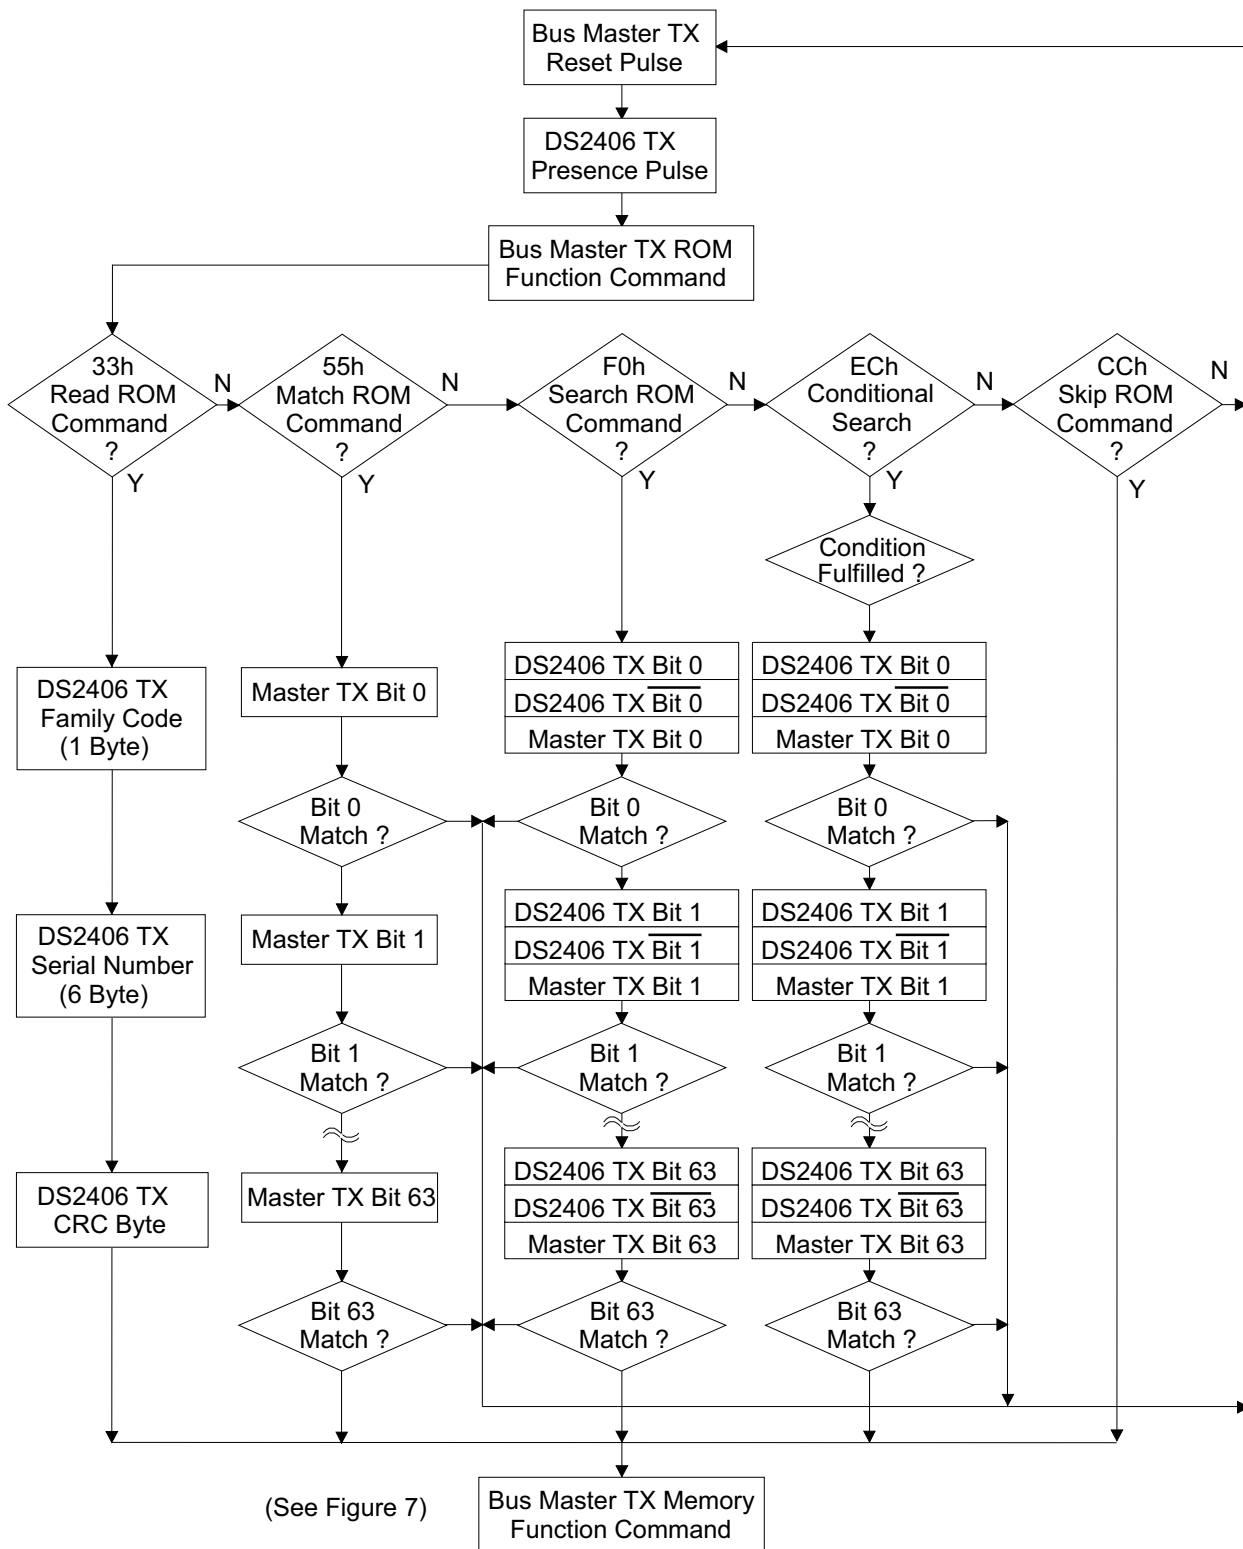 Bus Master TX
Reset Pulse
DS2406 TX
Presence Pulse
Bus Master TX ROM
Function Command
33h
Read ROM
Command
?
N
Y
55h
Match ROM
Command
?
N
Y
F0h
Search ROM
Command
?
N
Y
ECh
Conditional
Search
?
N
Y
CCh
Skip ROM
Command
?
N
Y
Condition
Fulfilled ?
DS2406 TX
Family Code
(1 Byte)
DS2406 TX
Serial Number
(6 Byte)
DS2406 TX
CRC Byte
Master TX Bit 0
Bit 0
Match ?
Master TX Bit 1
Bit 1
Match ?
Master TX Bit 63
Bit 63
Match ?
DS2406 TX Bit 0
DS2406 TX Bit 0
Master TX Bit 0
Bit 0
Match ?
DS2406 TX Bit 1
DS2406 TX Bit 1
Master TX Bit 1
Bit 1
Match ?
DS2406 TX Bit 63
DS2406 TX Bit 63
Master TX Bit 63
Bit 63
Match ?
DS2406 TX Bit 0
DS2406 TX Bit 0
Master TX Bit 0
Bit 0
Match ?
DS2406 TX Bit 1
DS2406 TX Bit 1
Master TX Bit 1
Bit 1
Match ?
DS2406 TX Bit 63
DS2406 TX Bit 63
Master TX Bit 63
Bit 63
Match ?
(See Figure 7)
Bus Master TX Memory
Function Command